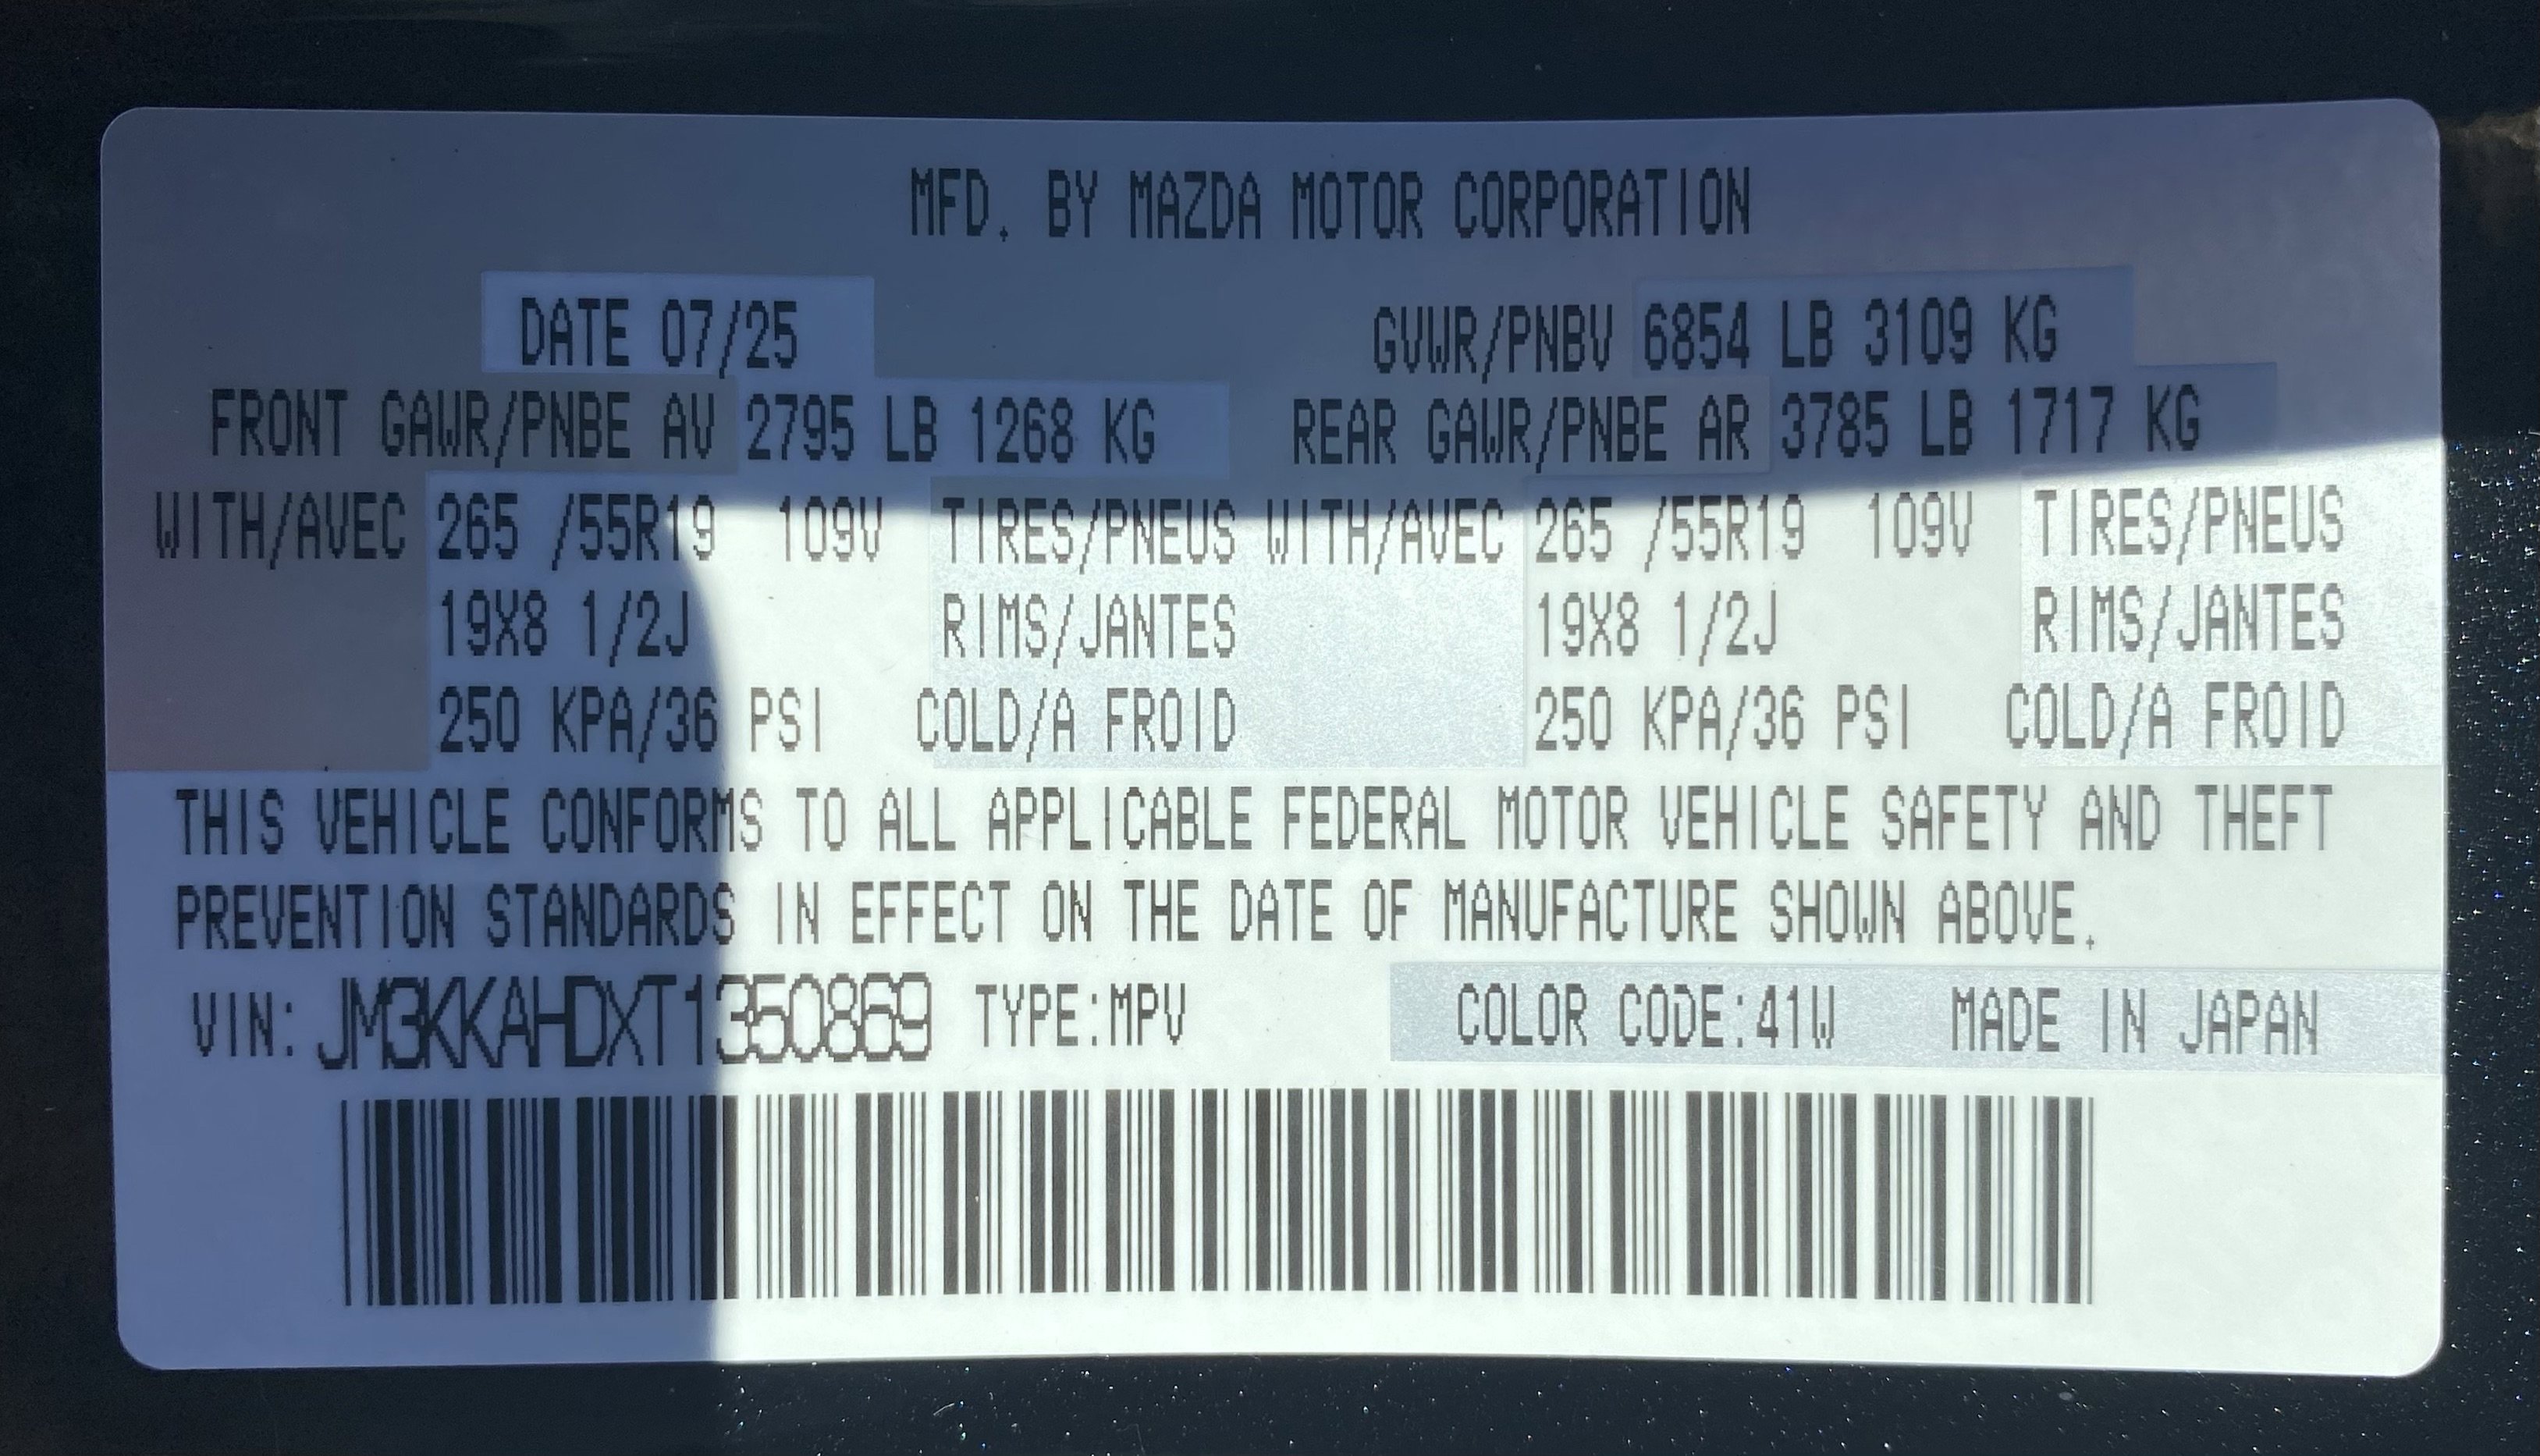 MFD. BY MAZDA MOTOR CORPORATION
DATE 07/25 GVWR/PNBV 6854 LB 3109 KG
FRONT GAWR/PNBE AV 2795 LB 1268 KG REAR GAWR/PNBE AR 3785 LB 1717 KG
WITH/AVEC 265 /55R19 109V TIRES/PNEUS WITH/AVEC 265 /55R19 109V TIRES/PNEUS
19X8 1/2J RIMS/JANTES 19X8 1/2J RIMS/JANTES
250 KPA/36 PSI COLD/A FROID 250 KPA/36 PSI COLD/A FROID
THIS VEHICLE CONFORMS TO ALL APPLICABLE FEDERAL MOTOR VEHICLE SAFETY AND THEFT
PREVENTION STANDARDS IN EFFECT ON THE DATE OF MANUFACTURE SHOWN ABOVE.
VIN: JM3KKAHDXT1350869 TYPE:MPV COLOR CODE:41W MADE IN JAPAN